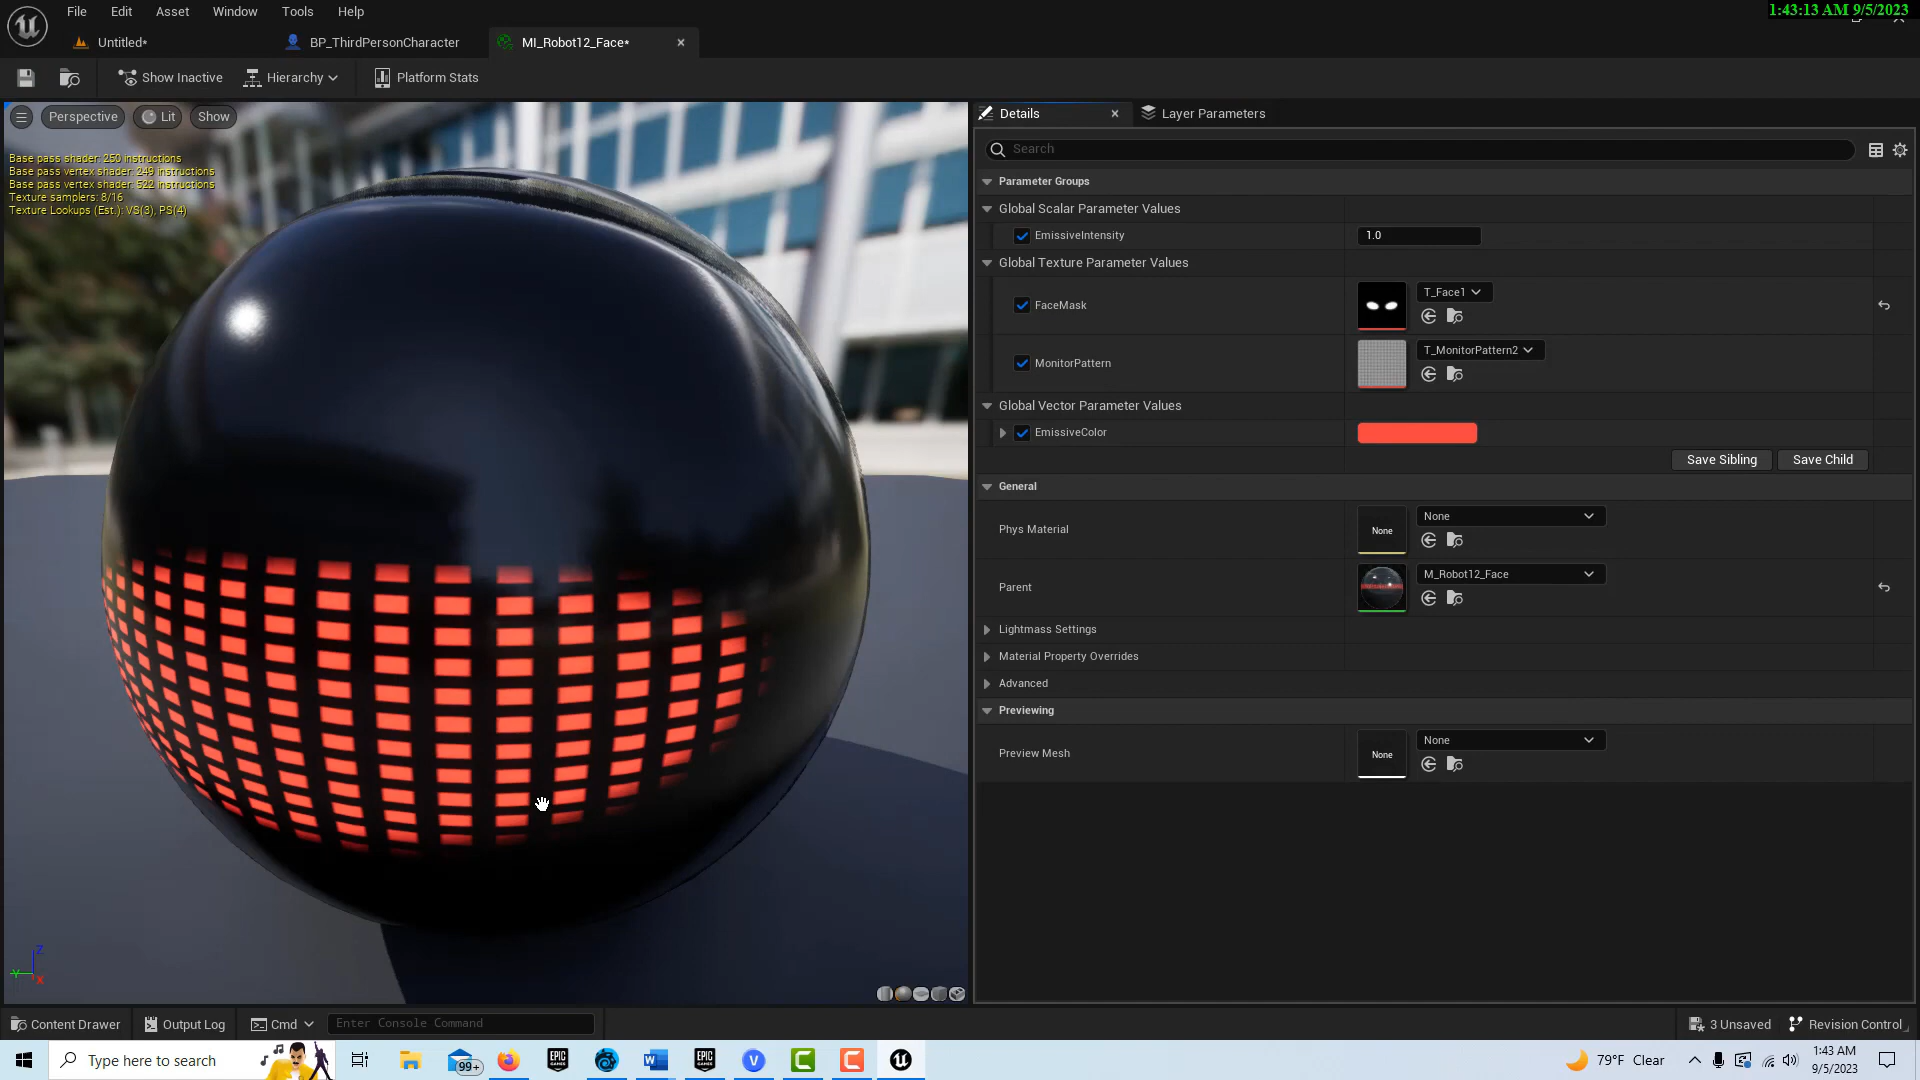 File Edit Asset Window Tools Help
1:43:13 AM 9/5/2023
Untitled* BP_ThirdPersonCharacter MI_Robot12_Face*
Show Inactive Hierarchy Platform Stats
Perspective Lit Show
Base pass shader: 250 instructions
Base pass vertex shader: 249 instructions
Base pass vertex shader: 522 instructions
Texture samplers: 8/16
Texture Lookups (Est.): VS(3), PS(4)
Z
Y
X
Details Layer Parameters
Search
Parameter Groups
Global Scalar Parameter Values
EmissiveIntensity 1.0
Global Texture Parameter Values
FaceMask T_Face1
MonitorPattern T_MonitorPattern2
Global Vector Parameter Values
EmissiveColor
Save Sibling Save Child
General
Phys Material None None
Parent M_Robot12_Face
Lightmass Settings
Material Property Overrides
Advanced
Previewing
Preview Mesh None None
Content Drawer Output Log Cmd Enter Console Command 3 Unsaved Revision Control
Type here to search 99+ EPIC GAMES EPIC GAMES 79°F Clear 1:43 AM
9/5/2023